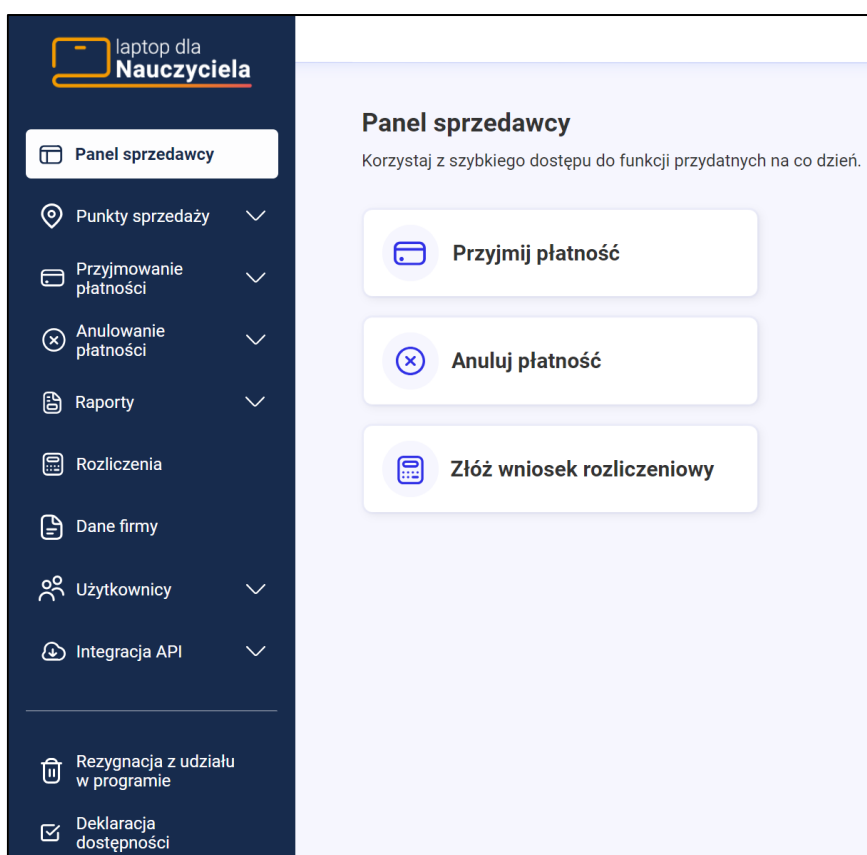 laptop dla
Nauczyciela
Panel sprzedawcy
Punkty sprzedaży
Przyjmowanie
płatności
Anulowanie
płatności
Raporty
Rozliczenia
Dane firmy
Użytkownicy
Integracja API
Rezygnacja z udziału
w programie
Deklaracja
dostępności
Panel sprzedawcy
Korzystaj z szybkiego dostępu do funkcji przydatnych na co dzień.
Przyjmij płatność
Anuluj płatność
Złóż wniosek rozliczeniowy